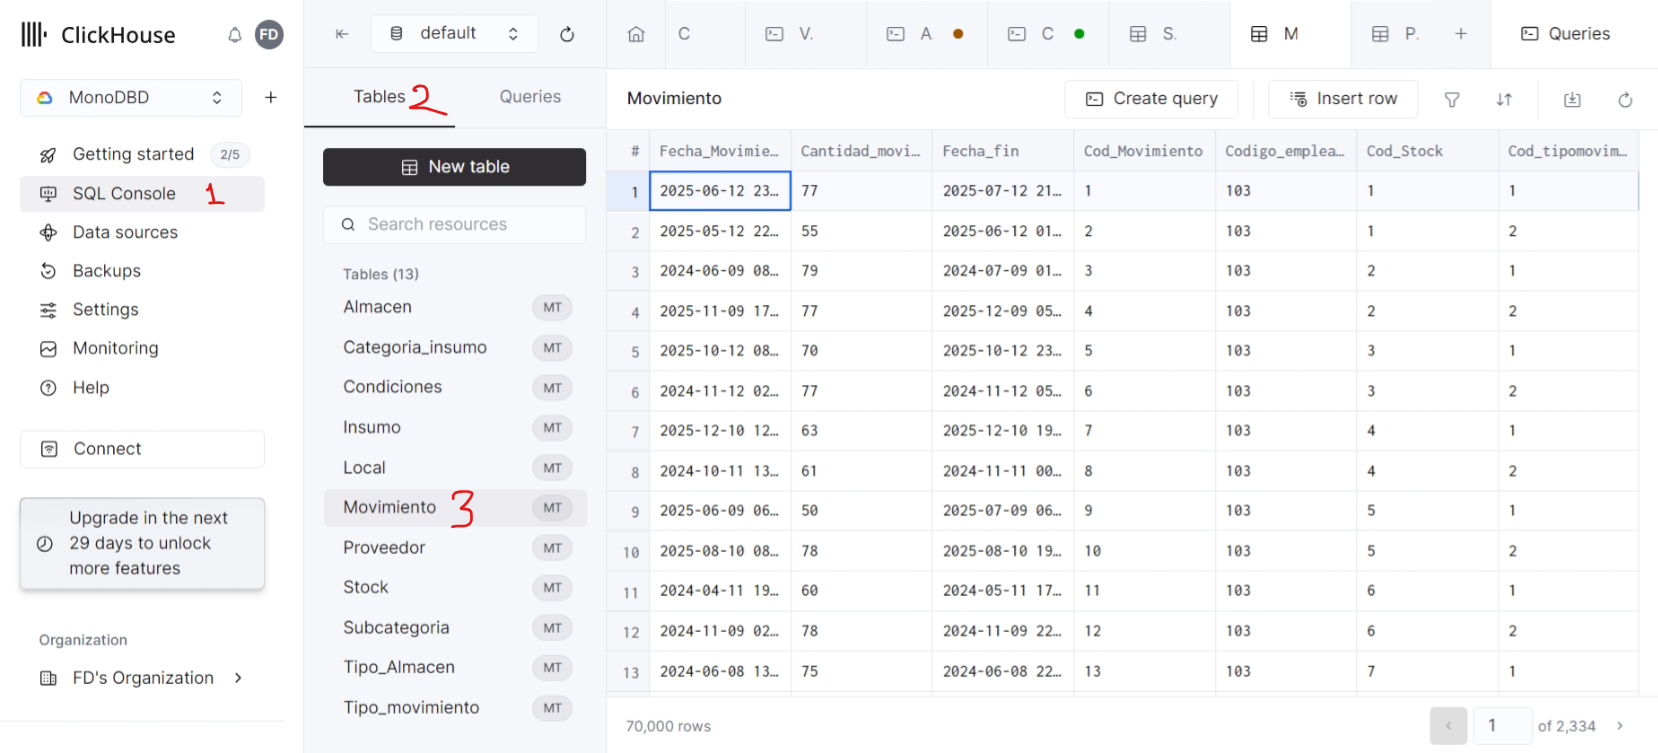 ClickHouse
FD
MonoDBD
+
Getting started 2/5
SQL Console 1
Data sources
Backups
Settings
Monitoring
Help
Connect
Upgrade in the next
29 days to unlock
more features
Organization
FD's Organization
default
Tables 2 Queries
New table
Search resources
Tables (13)
Almacen MT
Categoria_insumo MT
Condiciones MT
Insumo MT
Local MT
Movimiento 3 MT
Proveedor MT
Stock MT
Subcategoria MT
Tipo_Almacen MT
Tipo_movimiento MT
C V. A C S. M P. + Queries
Movimiento Create query Insert row
# Fecha_Movimie… Cantidad_movi… Fecha_fin Cod_Movimiento Codigo_emplea… Cod_Stock Cod_tipomovim…
1 2025-06-12 23… 77 2025-07-12 21… 1 103 1 1
2 2025-05-12 22… 55 2025-06-12 01… 2 103 1 2
3 2024-06-09 08… 79 2024-07-09 01… 3 103 2 1
4 2025-11-09 17… 77 2025-12-09 05… 4 103 2 2
5 2025-10-12 08… 70 2025-10-12 23… 5 103 3 1
6 2024-11-12 02… 77 2024-11-12 05… 6 103 3 2
7 2025-12-10 12… 63 2025-12-10 19… 7 103 4 1
8 2024-10-11 13… 61 2024-11-11 00… 8 103 4 2
9 2025-06-09 06… 50 2025-07-09 06… 9 103 5 1
10 2025-08-10 08… 78 2025-08-10 19… 10 103 5 2
11 2024-04-11 19… 60 2024-05-11 17… 11 103 6 1
12 2024-11-09 02… 78 2024-11-09 22… 12 103 6 2
13 2024-06-08 13… 75 2024-06-08 22… 13 103 7 1
70,000 rows 1 of 2,334